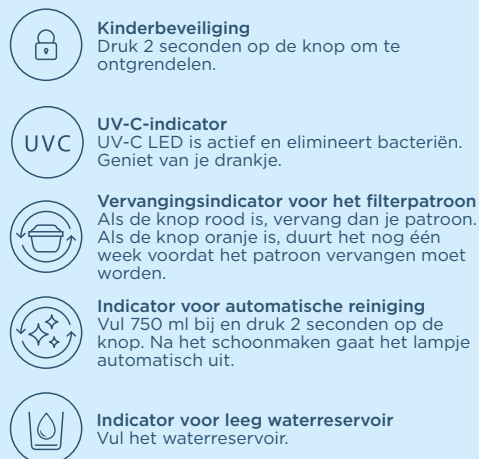 Kinderbeveiliging
Druk 2 seconden op de knop om te
ontgrendelen.
UVC
UV-C-indicator
UV-C LED is actief en elimineert bacteriën.
Geniet van je drankje.
Vervangingsindicator voor het filterpatroon
Als de knop rood is, vervang dan je patroon.
Als de knop oranje is, duurt het nog één
week voordat het patroon vervangen moet
worden.
Indicator voor automatische reiniging
Vul 750 ml bij en druk 2 seconden op de
knop. Na het schoonmaken gaat het lampje
automatisch uit.
Indicator voor leeg waterreservoir
Vul het waterreservoir.